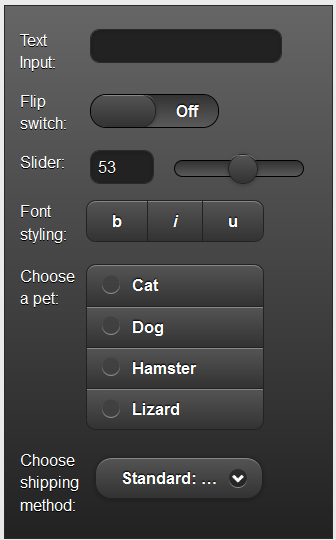 Text
Input:
Flip
switch:
Off
Slider:
53
Font
styling:
b i u
Choose
a pet:
Cat
Dog
Hamster
Lizard
Choose
shipping
method:
Standard: ...